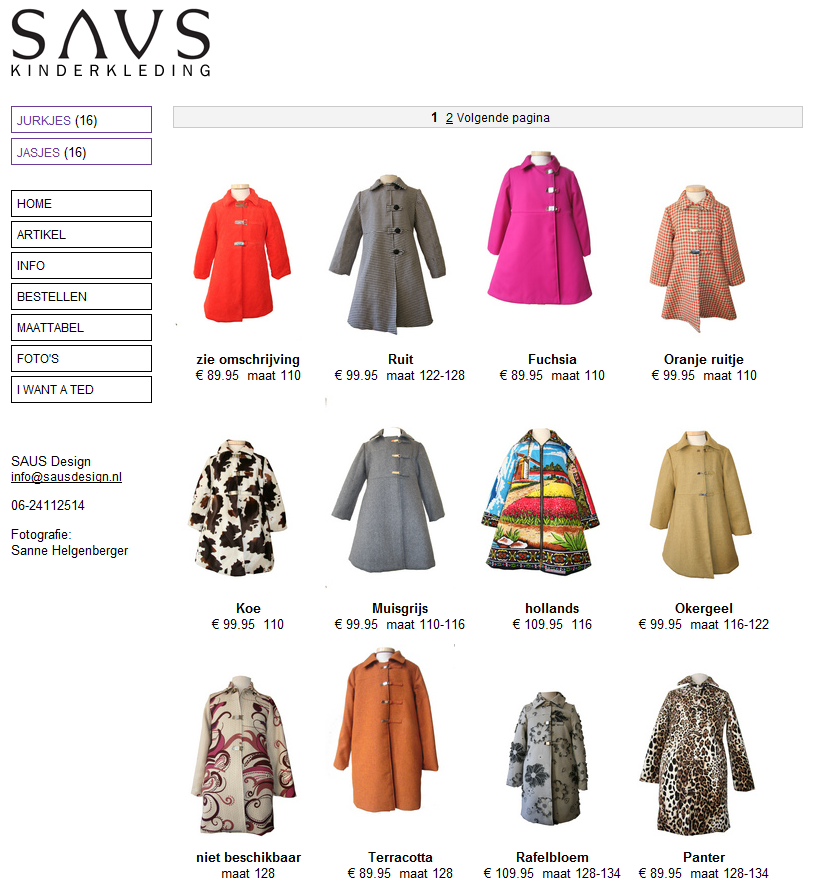 SAUS
KINDERKLEDING
JURKJES (16)
JASJES (16)
HOME
ARTIKEL
INFO
BESTELLEN
MAATTABEL
FOTO'S
I WANT A TED
SAUS Design
info@sausdesign.nl
06-24112514
Fotografie:
Sanne Helgenberger
1 2 Volgende pagina
zie omschrijving
€ 89.95 maat 110
Ruit
€ 99.95 maat 122-128
Fuchsia
€ 89.95 maat 110
Oranje ruitje
€ 99.95 maat 110
Koe
€ 99.95 110
Muisgrijs
€ 99.95 maat 110-116
hollands
€ 109.95 116
Okergeel
€ 99.95 maat 116-122
niet beschikbaar
maat 128
Terracotta
€ 89.95 maat 128
Rafelbloem
€ 109.95 maat 128-134
Panter
€ 89.95 maat 128-134